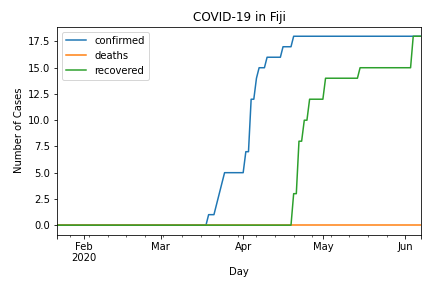 COVID-19 in Fiji
confirmed
deaths
recovered
17.5
15.0
12.5
10.0
7.5
5.0
2.5
0.0
Number of Cases
Feb Mar Apr May Jun
2020
Day